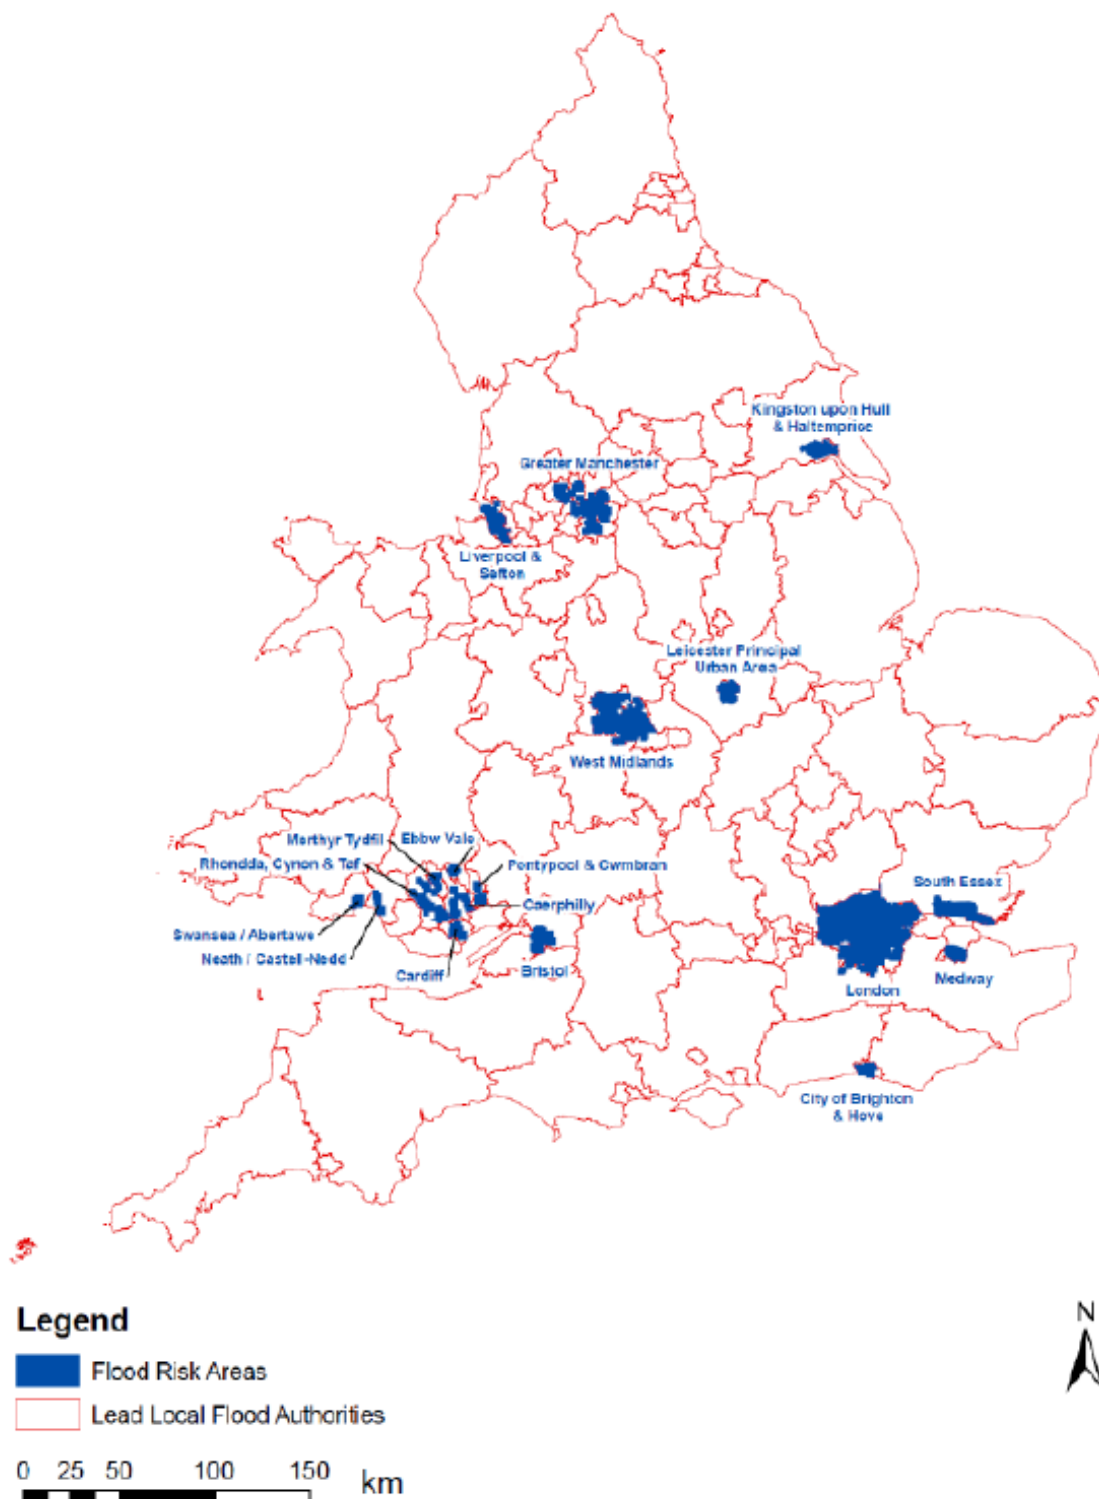 Kingston upon Hull
& Haltemprice
Greater Manchester
Liverpool &
Sefton
Leicester Principal
Urban Area
West Midlands
Merthyr Tydfil
Ebbw Vale
Rhondda, Cynon & Taf
Pontypool & Cwmbran
Caerphilly
South Essex
Swansea / Abertawe
Neath / Castell-Nedd
Cardiff
Bristol
Medway
London
City of Brighton
& Hove
Legend
N
Flood Risk Areas
Lead Local Flood Authorities
0 25 50 100 150
km